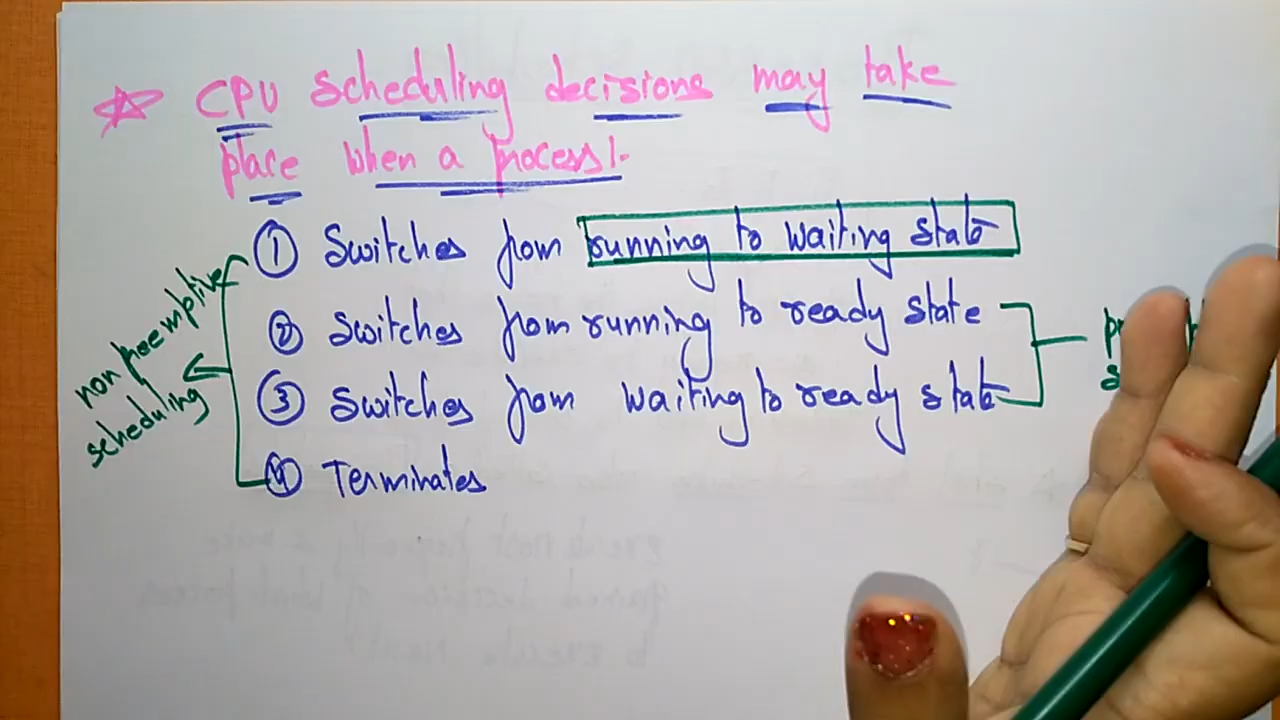 ☆ CPU scheduling decisions may take
place when a process:-
① Switches from running to waiting state
② Switches from running to ready state
③ Switches from waiting to ready state
④ Terminates
non preemptive
scheduling